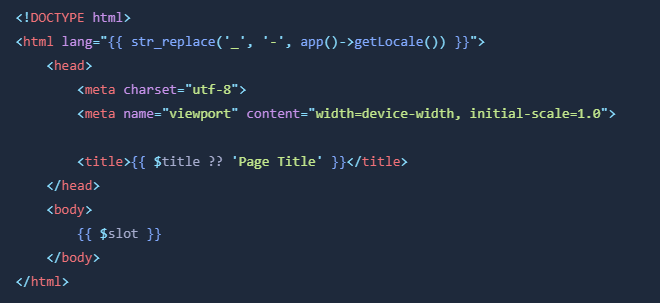 <!DOCTYPE html>
<html lang="{{ str_replace('_', '-', app()->getLocale()) }}">
    <head>
        <meta charset="utf-8">
        <meta name="viewport" content="width=device-width, initial-scale=1.0">

        <title>{{ $title ?? 'Page Title' }}</title>
    </head>
    <body>
        {{ $slot }}
    </body>
</html>